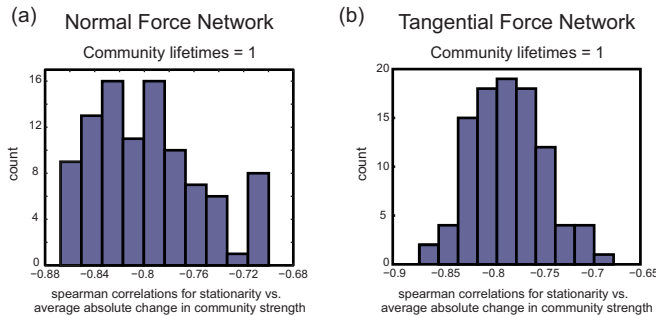 (a) Normal Force Network
Community lifetimes = 1
count
16
12
8
4
0
−0.88 −0.84 −0.8 −0.76 −0.72 −0.68
spearman correlations for stationarity vs.
average absolute change in community strength
(b) Tangential Force Network
Community lifetimes = 1
count
20
15
10
5
0
−0.9 −0.85 −0.8 −0.75 −0.7 −0.65
spearman correlations for stationarity vs.
average absolute change in community strength